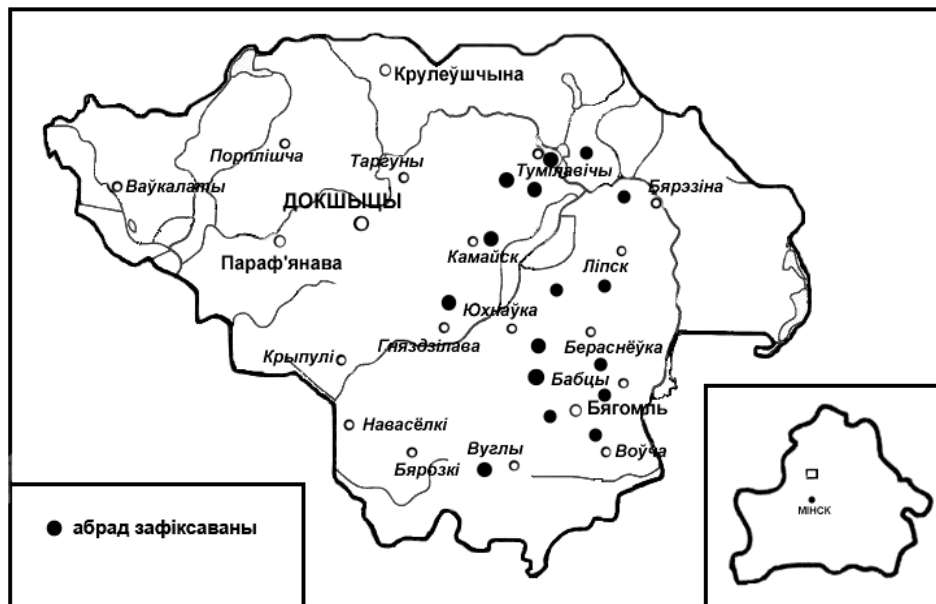 Крулеўшчына
Порплішча
Таргуны
Тумілавічы
Ваўкалаты
Бярэзіна
ДОКШЫЦЫ
Параф'янава
Камайск
Ліпск
Юхнаўка
Гняздзілава
Бераснёўка
Крыпулі
Бабцы
Бягомль
Навасёлкі
Вуглы
Воўча
Бярозкі
МІНСК
абрад зафіксаваны